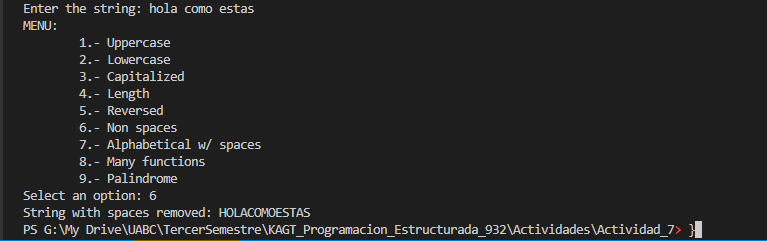 Enter the string: hola como estas
MENU:
1.- Uppercase
2.- Lowercase
3.- Capitalized
4.- Length
5.- Reversed
6.- Non spaces
7.- Alphabetical w/ spaces
8.- Many functions
9.- Palindrome
Select an option: 6
String with spaces removed: HOLACOMOESTAS
PS G:\My Drive\UABC\TercerSemestre\KAGT_Programacion_Estructurada_932\Actividades\Actividad_7> }